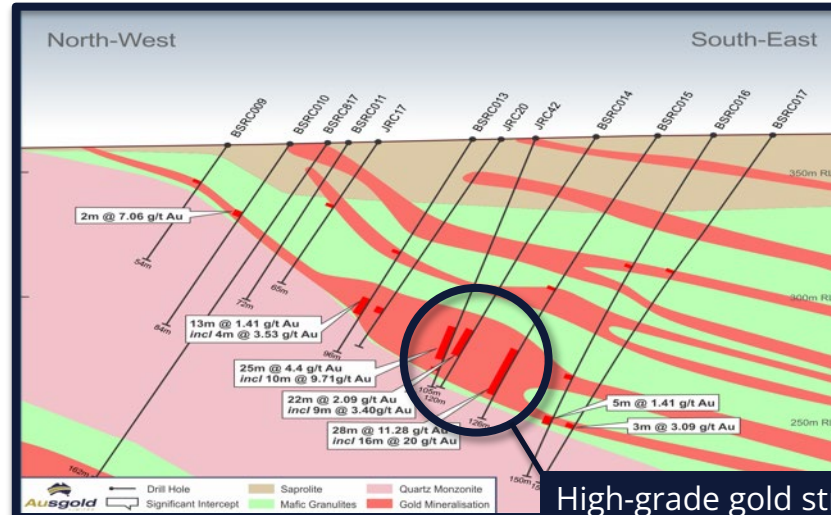 North-West
South-East
BSRC009
BSRC010
BSRC817
BSRC011
JRC17
BSRC013
JRC20
JRC42
BSRC014
BSRC015
BSRC016
BSRC017
350m RL
2m @ 7.06 g/t Au
54m
84m
72m
65m
300m RL
13m @ 1.41 g/t Au
incl 4m @ 3.53 g/t Au
96m
25m @ 4.4 g/t Au
incl 10m @ 9.71g/t Au
105m
120m
22m @ 2.09 g/t Au
incl 9m @ 3.40g/t Au
126m
28m @ 11.28 g/t Au
incl 16m @ 20 g/t Au
5m @ 1.41 g/t Au
3m @ 3.09 g/t Au
250m RL
162m
150m
Ausgold
Drill Hole
Significant Intercept
Saprolite
Mafic Granulites
Quartz Monzonite
Gold Mineralisation
High-grade gold st